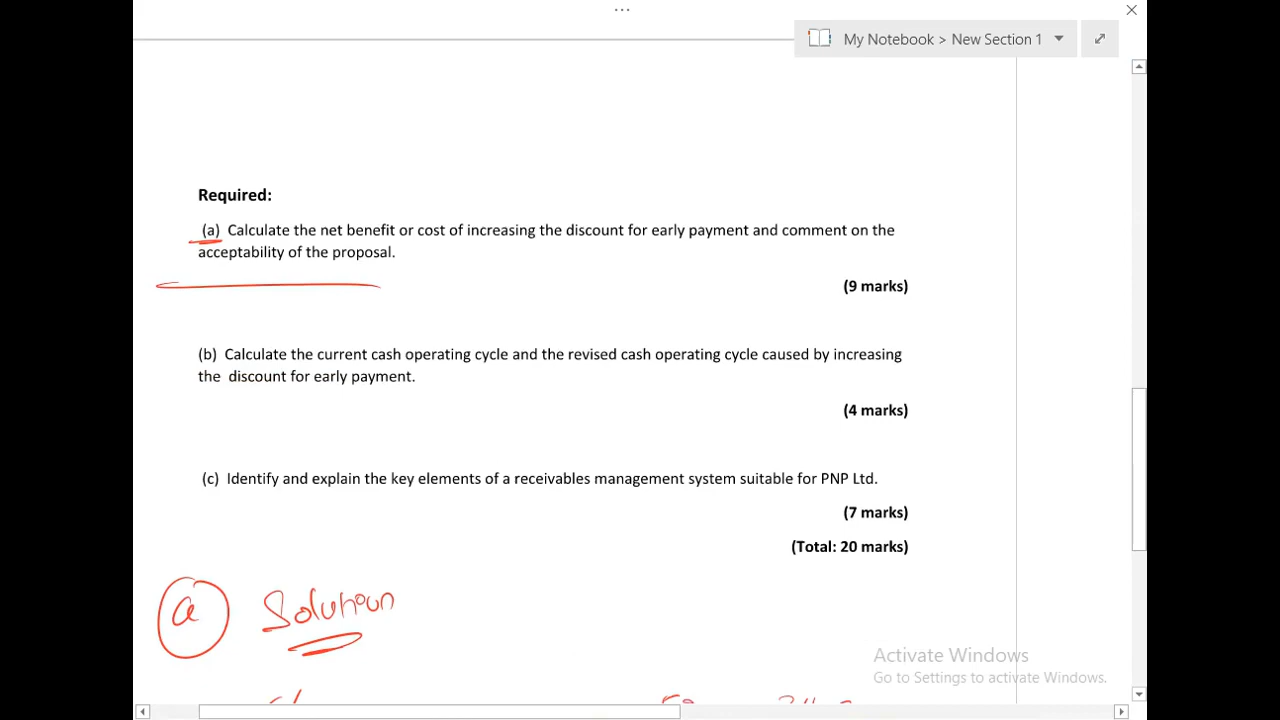 ...
My Notebook > New Section 1
Required:
(a) Calculate the net benefit or cost of increasing the discount for early payment and comment on the
acceptability of the proposal.
(9 marks)
(b) Calculate the current cash operating cycle and the revised cash operating cycle caused by increasing
the discount for early payment.
(4 marks)
(c) Identify and explain the key elements of a receivables management system suitable for PNP Ltd.
(7 marks)
(Total: 20 marks)
a Solution
Activate Windows
Go to Settings to activate Windows.